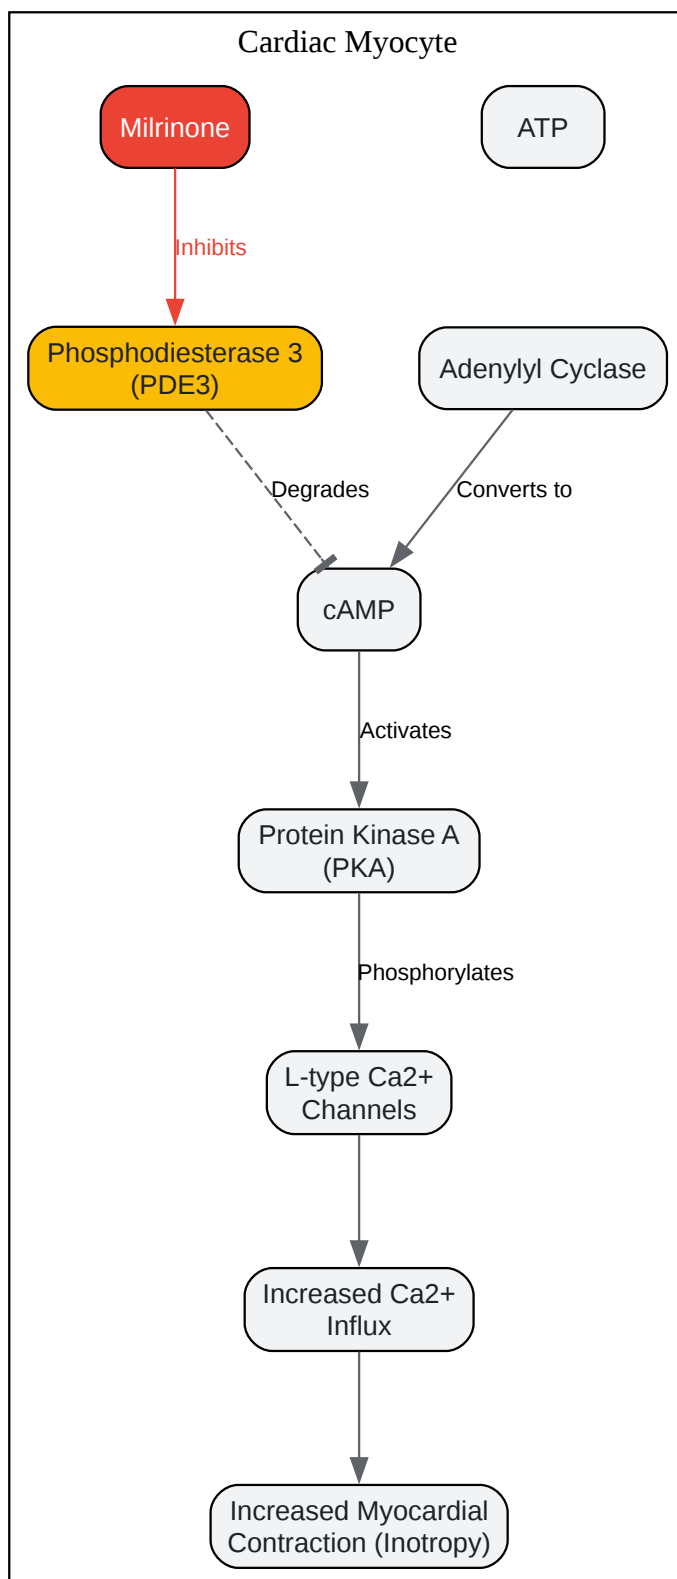 Cardiac Myocyte
Milrinone
ATP
Inhibits
Phosphodiesterase 3
(PDE3)
Adenylyl Cyclase
Degrades
Converts to
cAMP
Activates
Protein Kinase A
(PKA)
Phosphorylates
L-type Ca2+
Channels
Increased Ca2+
Influx
Increased Myocardial
Contraction (Inotropy)